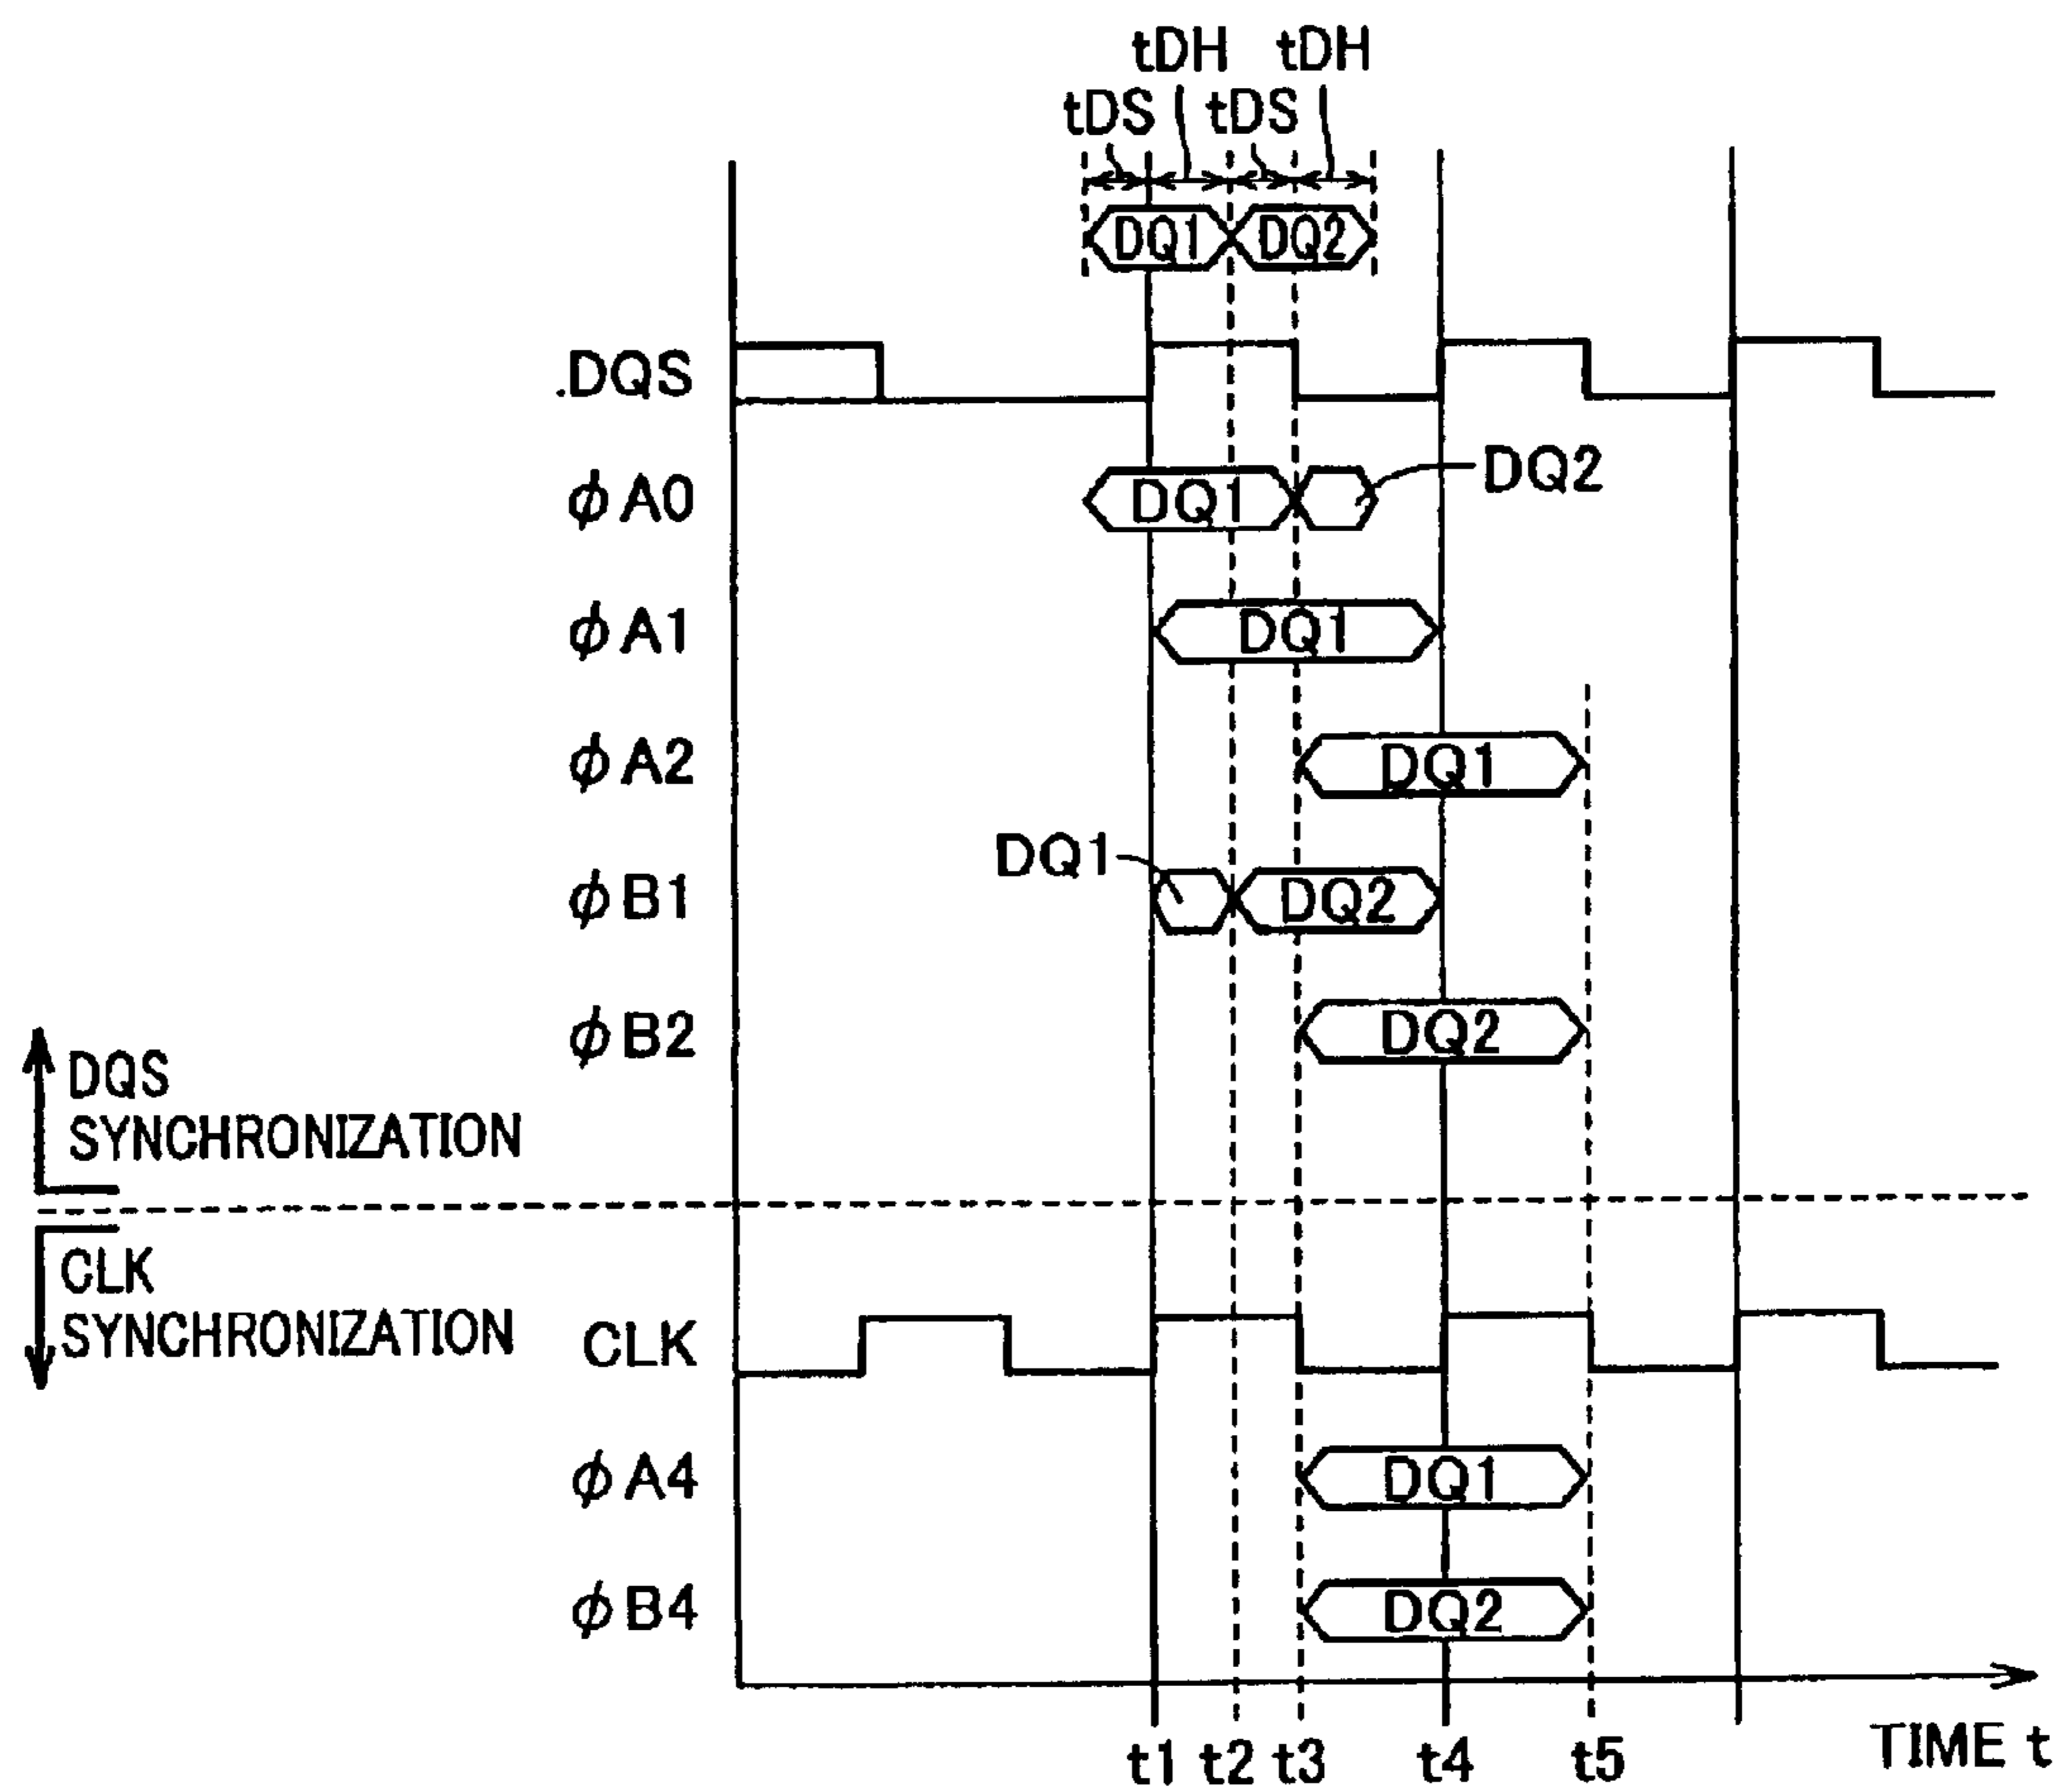 tDH tDH
tDS tDS
DQ1 DQ2
.DQS
ϕA0 DQ1 DQ2
ϕA1 DQ1
ϕA2 DQ1
DQ1
ϕB1 DQ2
ϕB2 DQ2
DQS
SYNCHRONIZATION
CLK
SYNCHRONIZATION
CLK
ϕA4 DQ1
ϕB4 DQ2
t1 t2 t3 t4 t5 TIME t